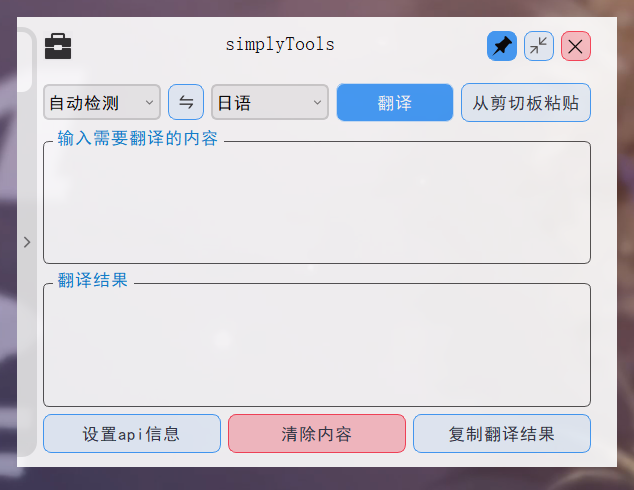 simplyTools
自动检测 日语 翻译 从剪切板粘贴
输入需要翻译的内容
翻译结果
设置api信息 清除内容 复制翻译结果